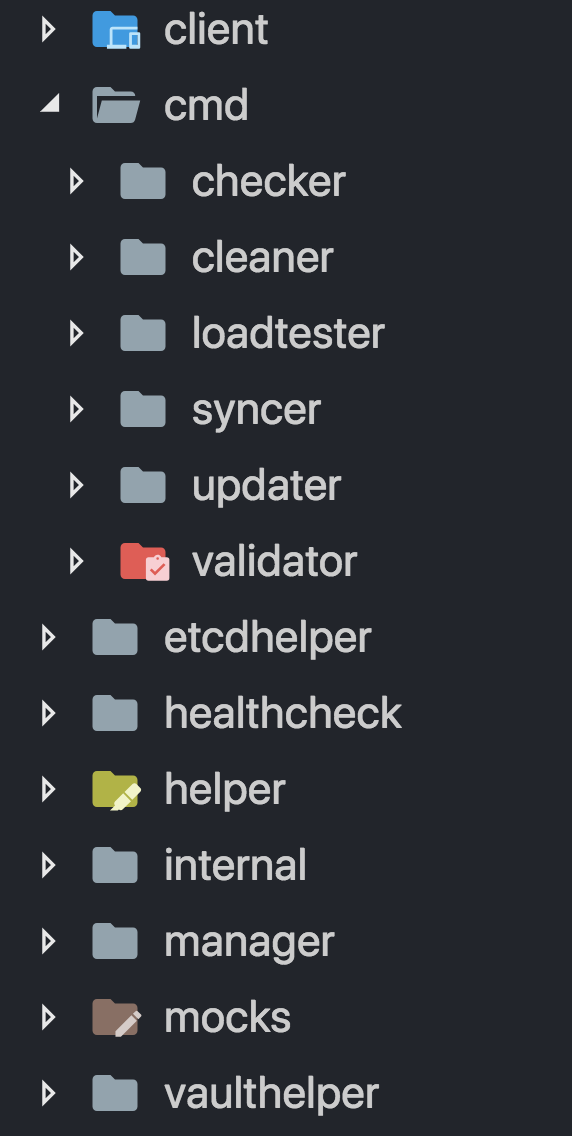 client
cmd
checker
cleaner
loadtester
syncer
updater
validator
etcdhelper
healthcheck
helper
internal
manager
mocks
vaulthelper